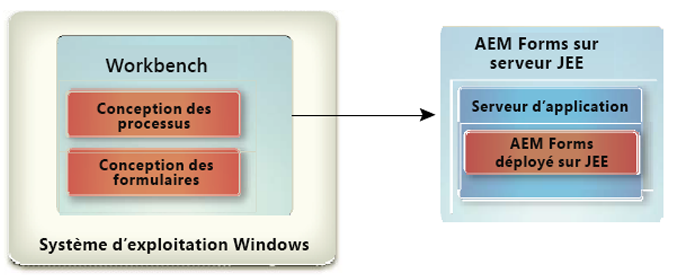 Workbench
Conception des
processus
Conception des
formulaires
Système d’exploitation Windows
AEM Forms sur
serveur JEE
Serveur d’application
AEM Forms
déployé sur JEE